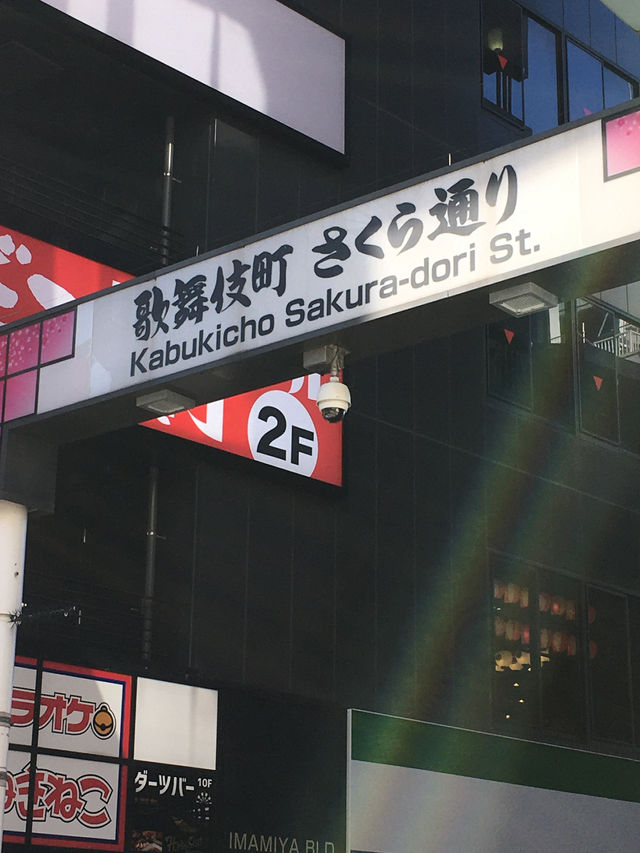 歌舞伎町 さくら通り
Kabukicho Sakura-dori St.
2F
ラオケ
ねこ
ダーツバー 10F
IMAMIYA BLD